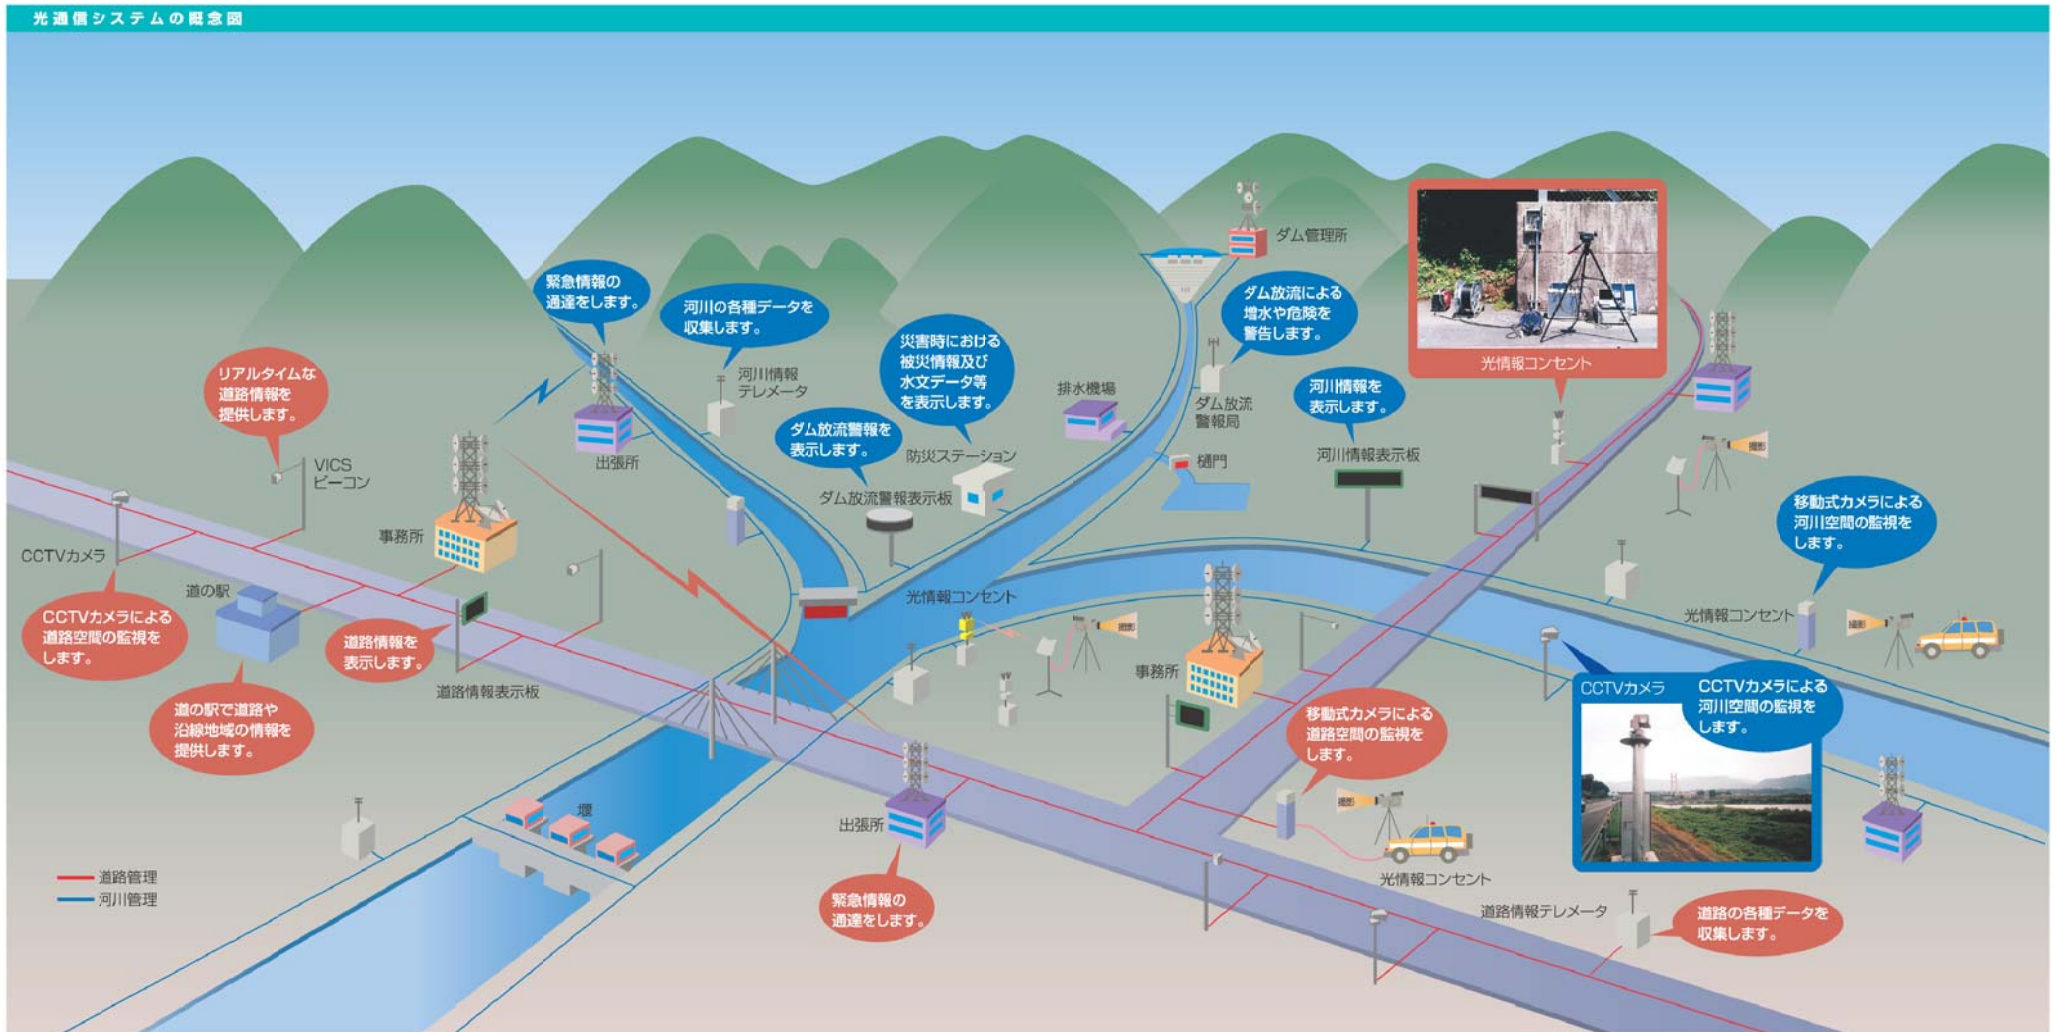 光通信システムの概念図
ダム管理所
緊急情報の
通達をします。
河川の各種データを
収集します。
ダム放流による
増水や危険を
警告します。
災害時における
被災情報及び
水文データ等
を表示します。
光情報コンセント
リアルタイムな
道路情報を
提供します。
河川情報
テレメータ
排水機場
ダム放流
警報局
河川情報を
表示します。
ダム放流警報を
表示します。
出張所
防災ステーション
樋門
河川情報表示板
撮影
VICS
ビーコン
ダム放流警報表示板
移動式カメラによる
河川空間の監視を
します。
事務所
CCTVカメラ
道の駅
光情報コンセント
撮影
光情報コンセント
撮影
CCTVカメラによる
道路空間の監視を
します。
道路情報を
表示します。
事務所
道路情報表示板
CCTVカメラ
CCTVカメラによる
河川空間の監視を
します。
道の駅で道路や
沿線地域の情報を
提供します。
移動式カメラによる
道路空間の監視を
します。
堰
出張所
撮影
道路管理
河川管理
光情報コンセント
緊急情報の
通達をします。
道路情報テレメータ
道路の各種データを
収集します。